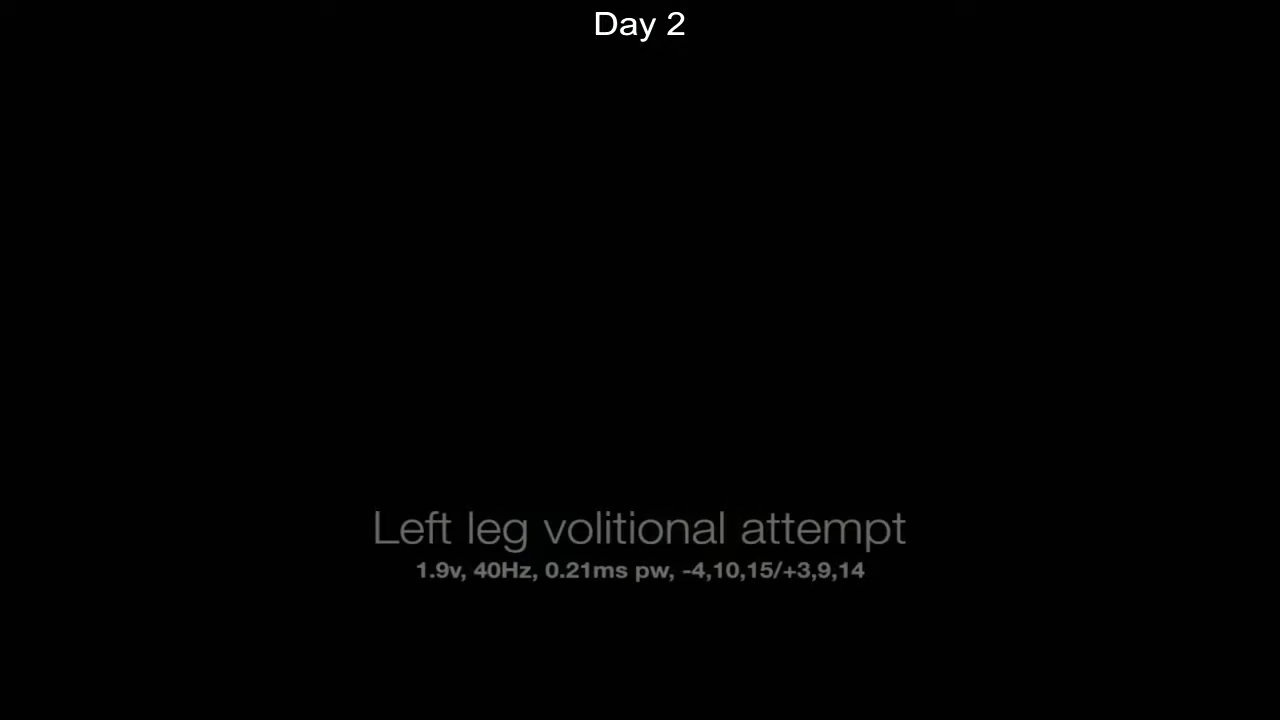 Day 2
Left leg volitional attempt
1.9v, 40Hz, 0.21ms pw, -4,10,15/+3,9,14